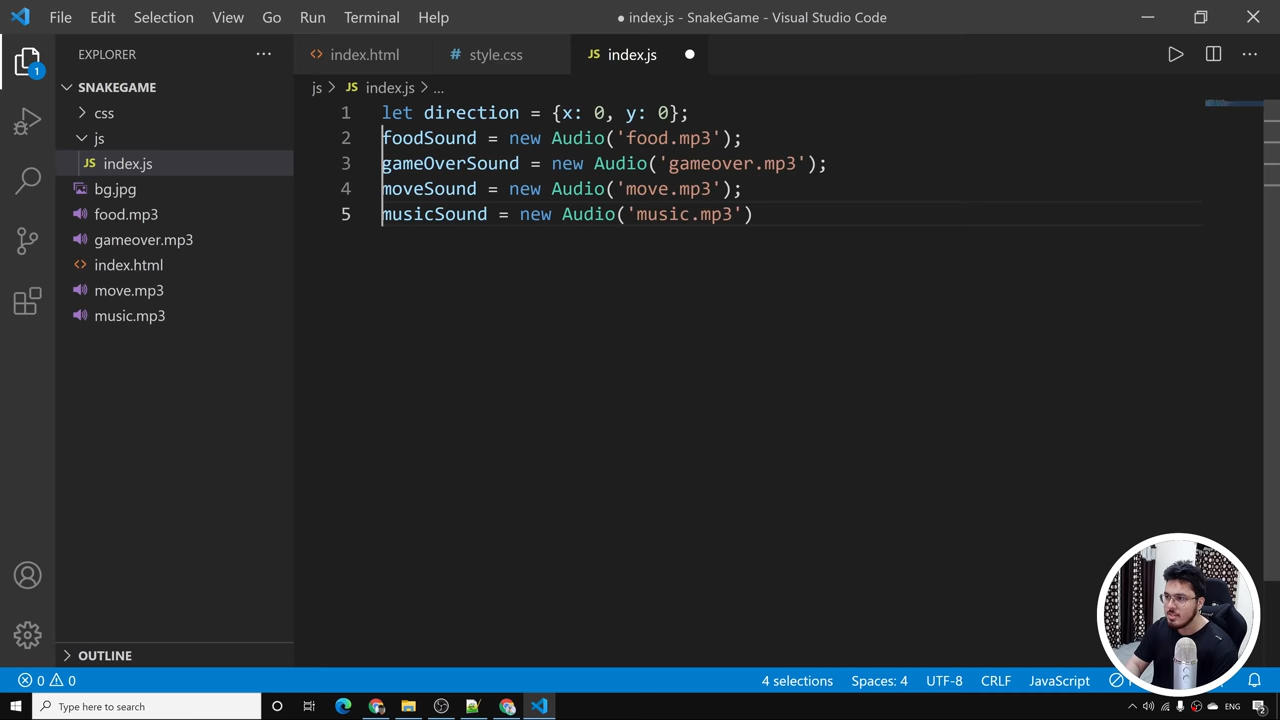 File Edit Selection View Go Run Terminal Help
● index.js - SnakeGame - Visual Studio Code
EXPLORER
SNAKEGAME
css
js
JS index.js
bg.jpg
food.mp3
gameover.mp3
<> index.html
move.mp3
music.mp3
OUTLINE
1
<> index.html # style.css JS index.js
js > JS index.js > ...
1 let direction = {x: 0, y: 0};
2 foodSound = new Audio('food.mp3');
3 gameOverSound = new Audio('gameover.mp3');
4 moveSound = new Audio('move.mp3');
5 musicSound = new Audio('music.mp3')
0 0 4 selections Spaces: 4 UTF-8 CRLF JavaScript
Type here to search
ENG
2